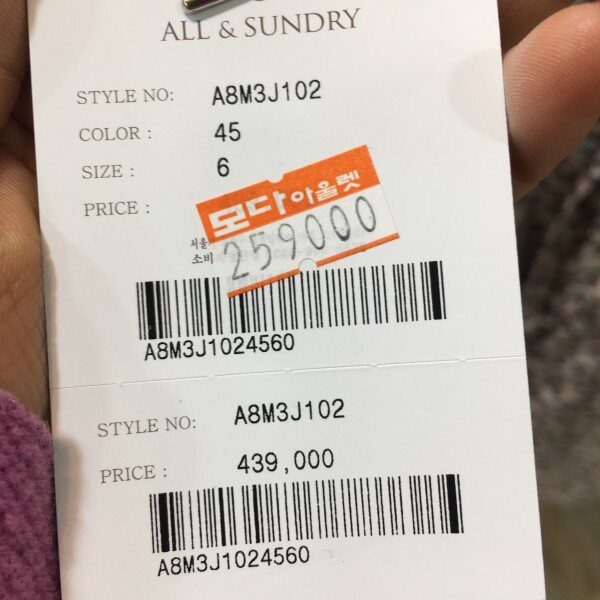 ALL & SUNDRY
STYLE NO: A8M3J102
COLOR : 45
SIZE : 6
PRICE :
모다아울렛
서울
소비
259000
A8M3J1024560
STYLE NO: A8M3J102
PRICE : 439,000
A8M3J1024560